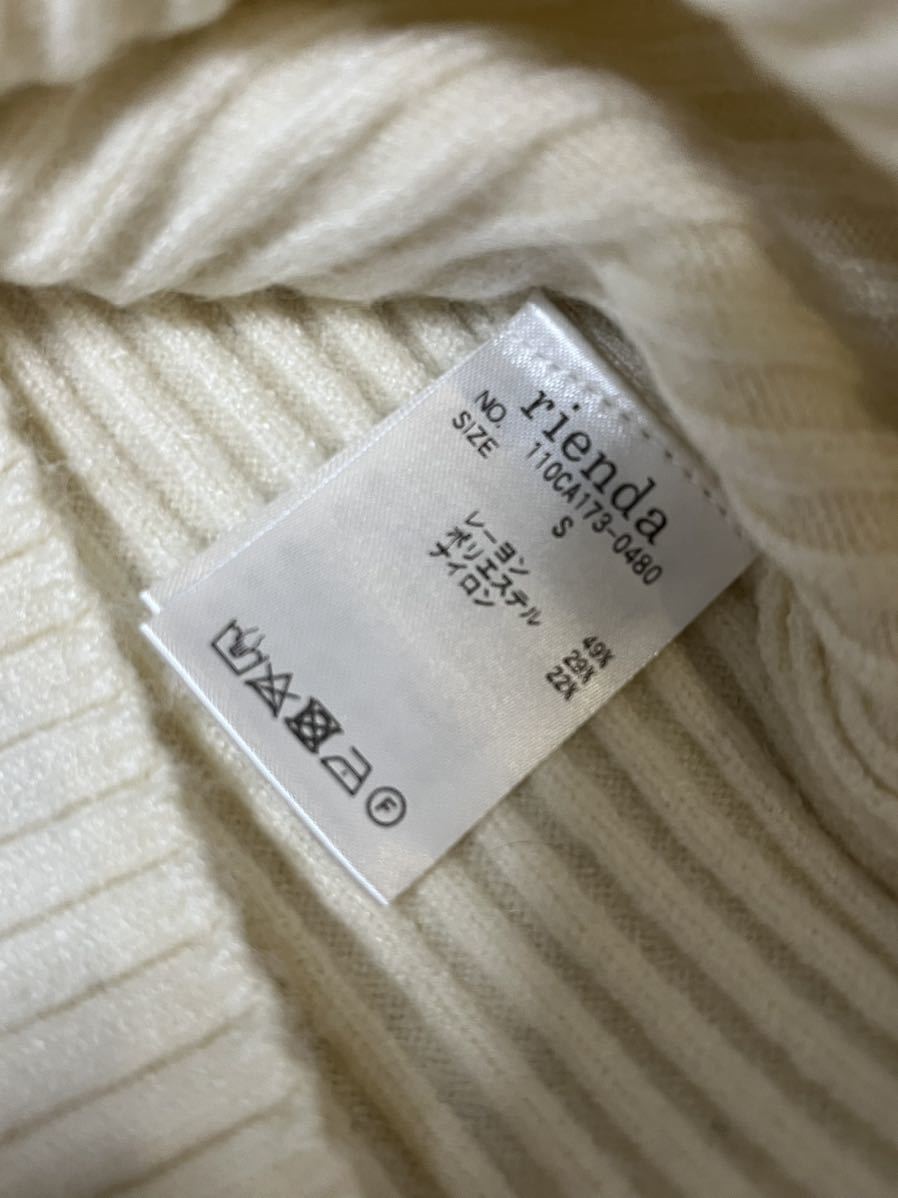 rienda
NO. 110CA173-0480
SIZE S
レーヨン 49%
ポリエステル 29%
ナイロン 22%
F